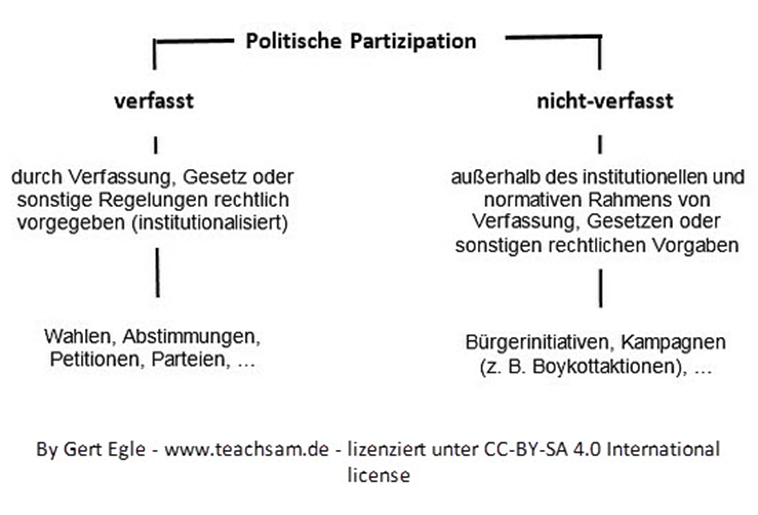 Politische Partizipation
verfasst
nicht-verfasst
durch Verfassung, Gesetz oder
sonstige Regelungen rechtlich
vorgegeben (institutionalisiert)
außerhalb des institutionellen und
normativen Rahmens von
Verfassung, Gesetzen oder
sonstigen rechtlichen Vorgaben
Wahlen, Abstimmungen,
Petitionen, Parteien, ...
Bürgerinitiativen, Kampagnen
(z. B. Boykottaktionen), ...
By Gert Egle - www.teachsam.de - lizenziert unter CC-BY-SA 4.0 International
license